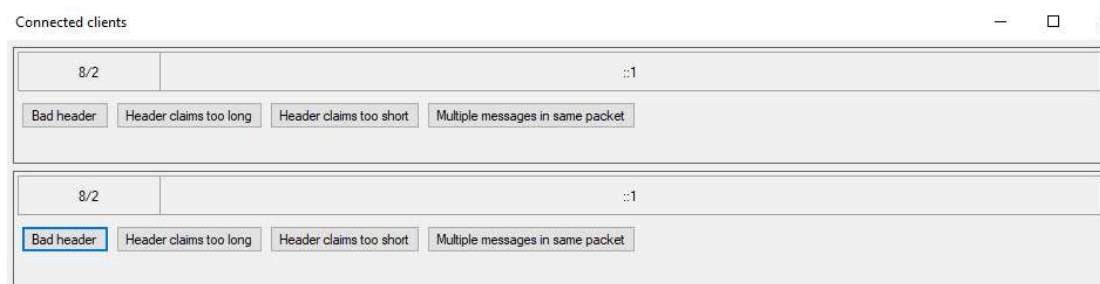 Connected clients
8/2 ::1
Bad header Header claims too long Header claims too short Multiple messages in same packet
8/2 ::1
Bad header Header claims too long Header claims too short Multiple messages in same packet